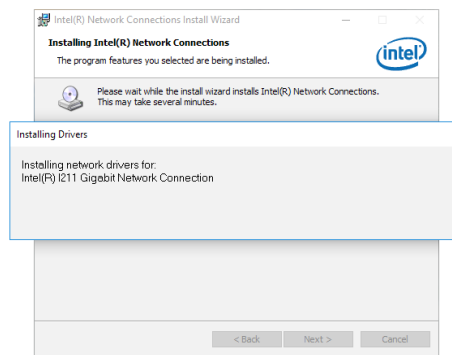 Intel(R) Network Connections Install Wizard
Installing Intel(R) Network Connections
The program features you selected are being installed.
intel
Please wait while the install wizard installs Intel(R) Network Connections.
This may take several minutes.
Installing Drivers
Installing network drivers for:
Intel(R) I211 Gigabit Network Connection
< Back Next > Cancel